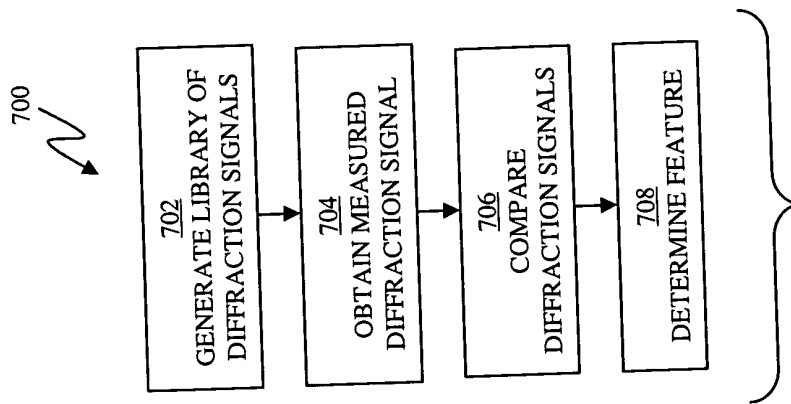 700
702
GENERATE LIBRARY OF
DIFFRACTION SIGNALS
704
OBTAIN MEASURED
DIFFRACTION SIGNAL
706
COMPARE
DIFFRACTION SIGNALS
708
DETERMINE FEATURE